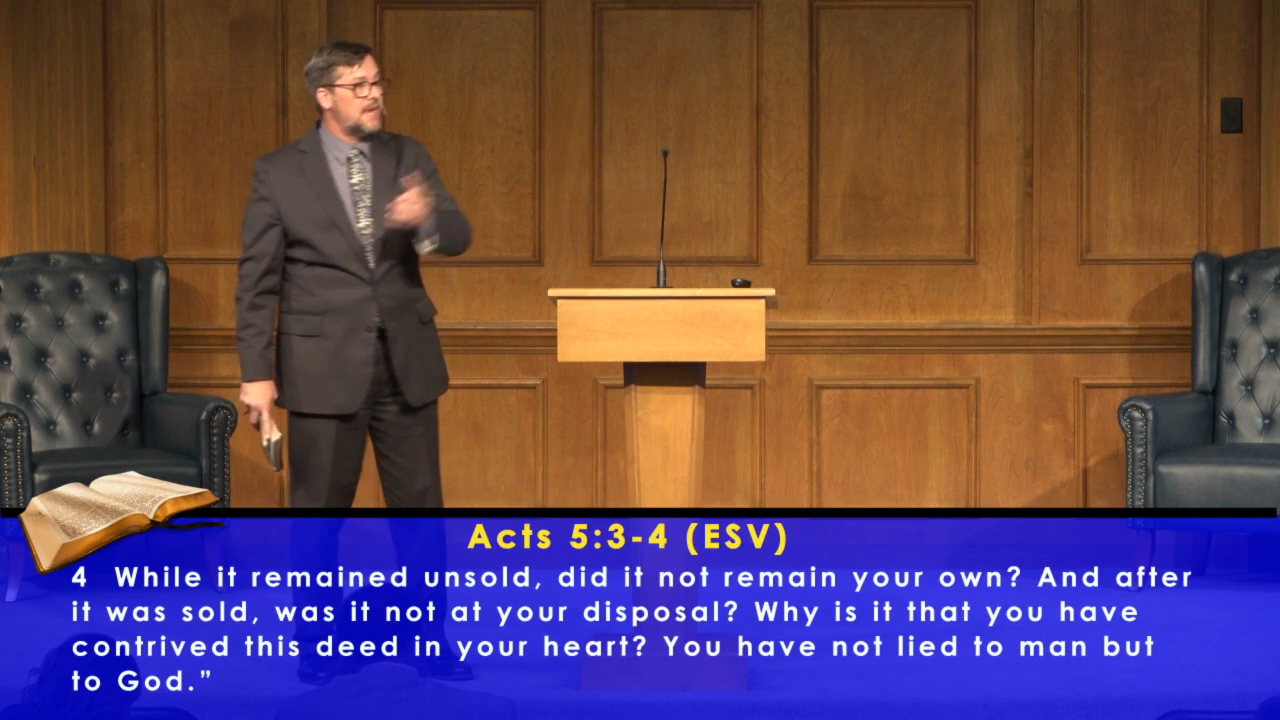 Acts 5:3-4 (ESV)
4 While it remained unsold, did it not remain your own? And after
it was sold, was it not at your disposal? Why is it that you have
contrived this deed in your heart? You have not lied to man but
to God.”